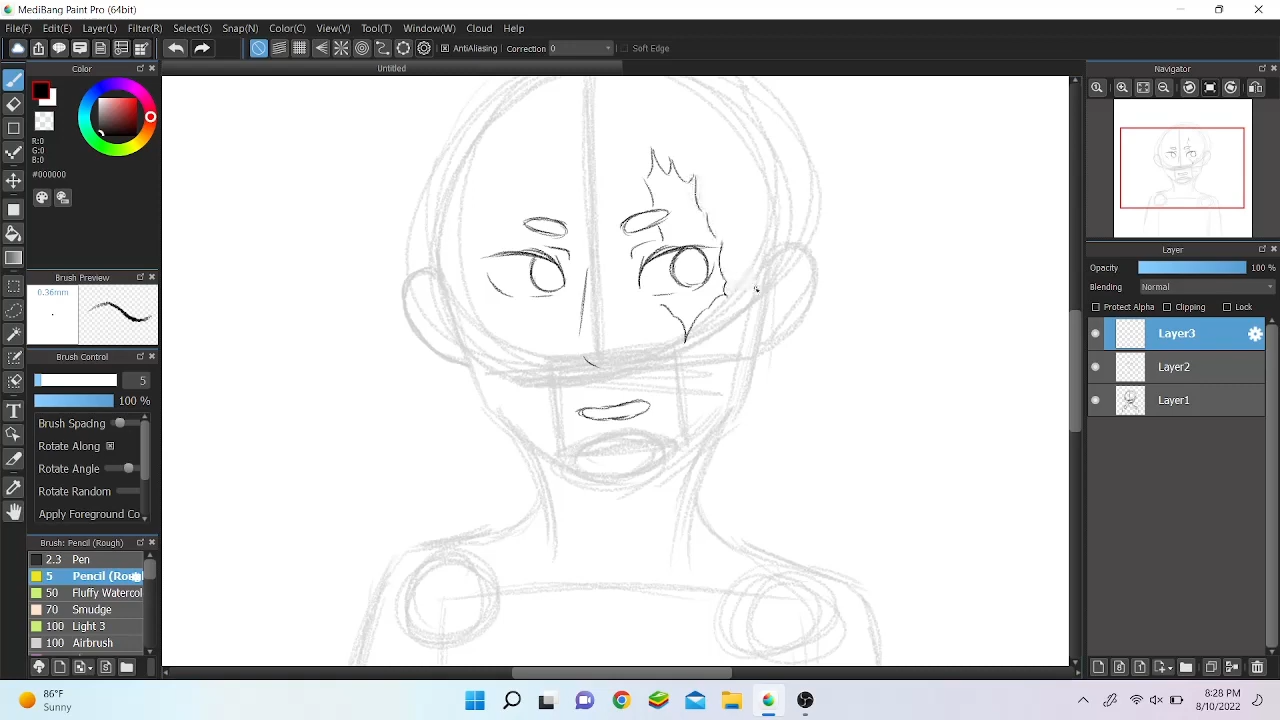 MediBang Paint Pro (64bit)
File(F) Edit(E) Layer(L) Filter(R) Select(S) Snap(N) Color(C) View(V) Tool(T) Window(W) Cloud Help
AntiAliasing Correction 0 Soft Edge
Color
Untitled
Navigator
R:0
G:0
B:0
#000000
Layer
Opacity 100 %
Brush Preview
Blending Normal
0.36mm
Protect Alpha Clipping Lock
Layer3
Brush Control
Layer2
5
100 %
Layer1
Rotate Along
Rotate Angle
Rotate Random
Apply Foreground Co
Brush: Pencil (Rough)
2.3 Pen
5 Pencil (Rou
50 Fluffy Watercol
70 Smudge
100 Light 3
100 Airbrush
T
86°F
Sunny
8:28 PM
8/10/2022